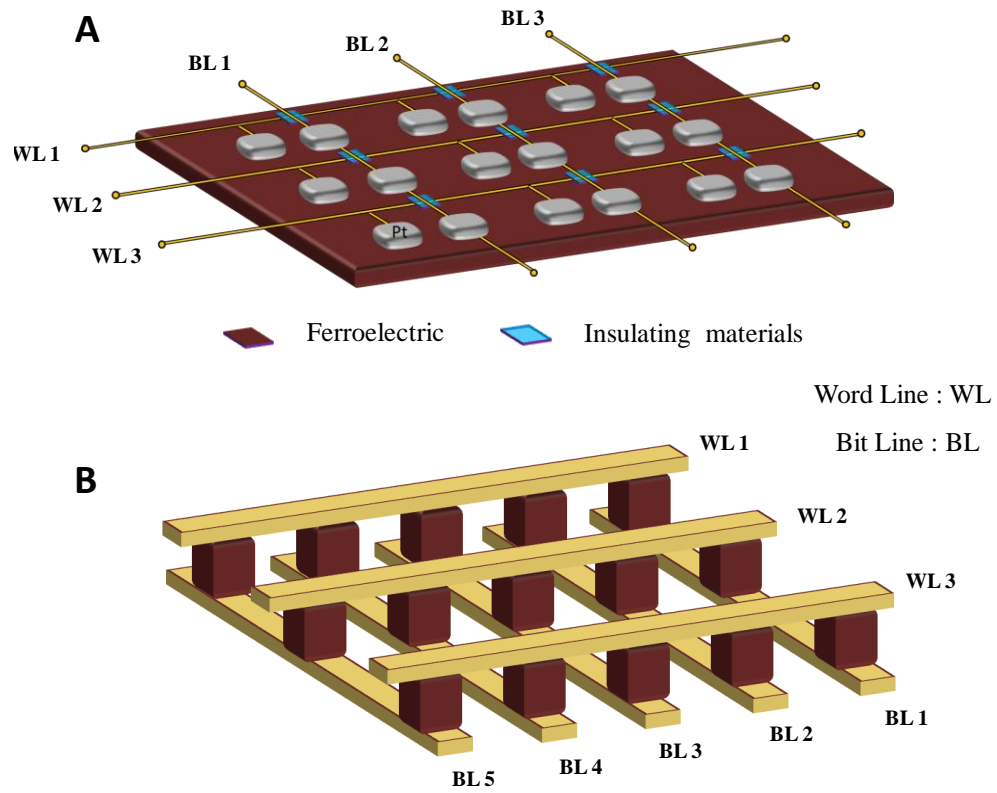 A
BL 3
BL 2
BL 1
WL 1
WL 2
WL 3
Pt
Ferroelectric
Insulating materials
Word Line : WL
Bit Line : BL
B
WL 1
WL 2
WL 3
BL 1
BL 2
BL 3
BL 4
BL 5